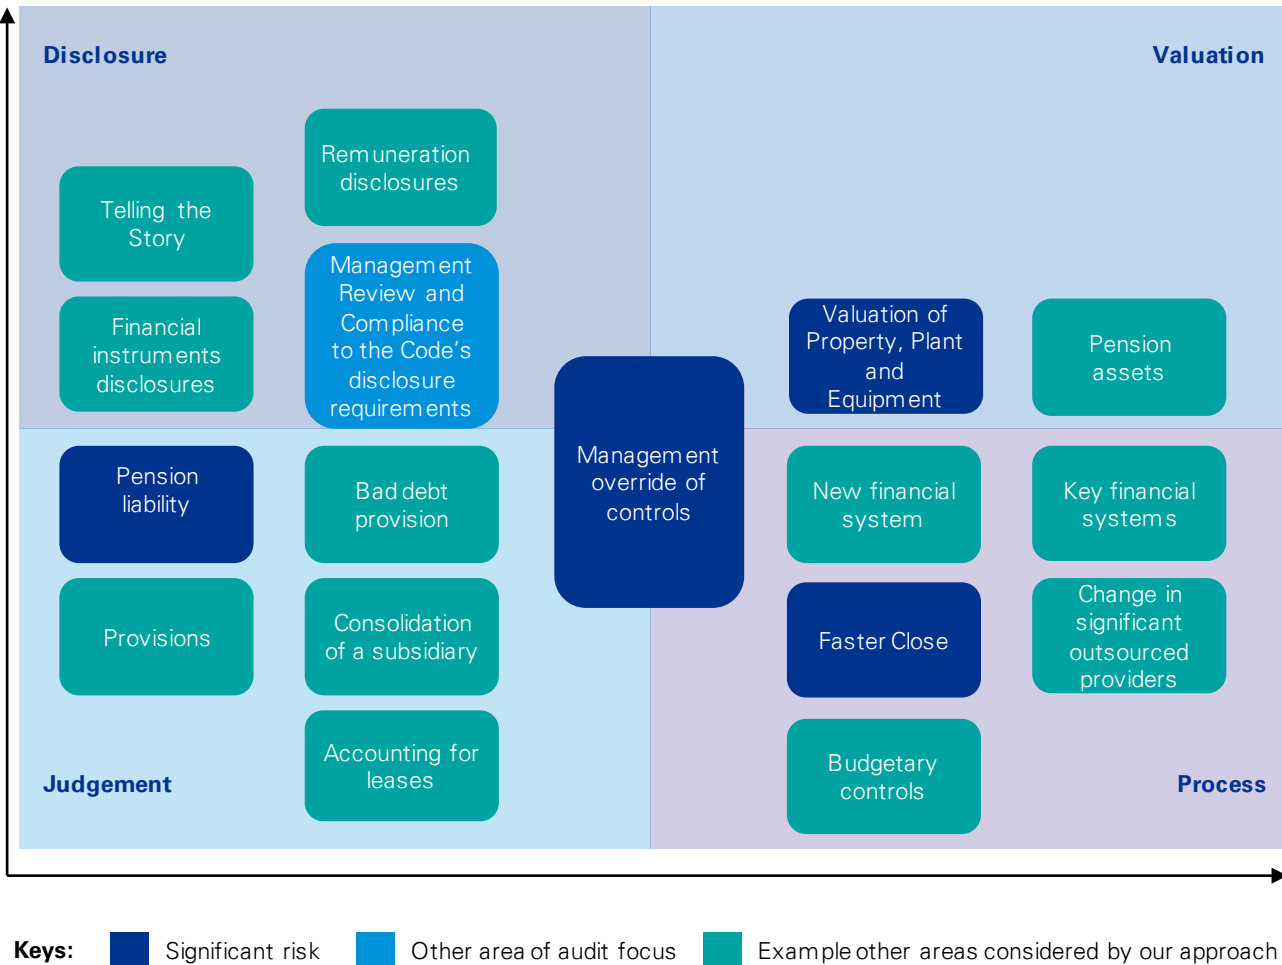 Disclosure
Valuation
Remuneration
disclosures
Telling the
Story
Management
Review and
Compliance
to the Code's
disclosure
requirements
Financial
instruments
disclosures
Valuation of
Property, Plant
and
Equipment
Pension
assets
Management
override of
controls
Pension
liability
Bad debt
provision
New financial
system
Key financial
systems
Provisions
Consolidation
of a subsidiary
Faster Close
Change in
significant
outsourced
providers
Accounting for
leases
Budgetary
controls
Judgement
Process
Keys:
Significant risk
Other area of audit focus
Example other areas considered by our approach